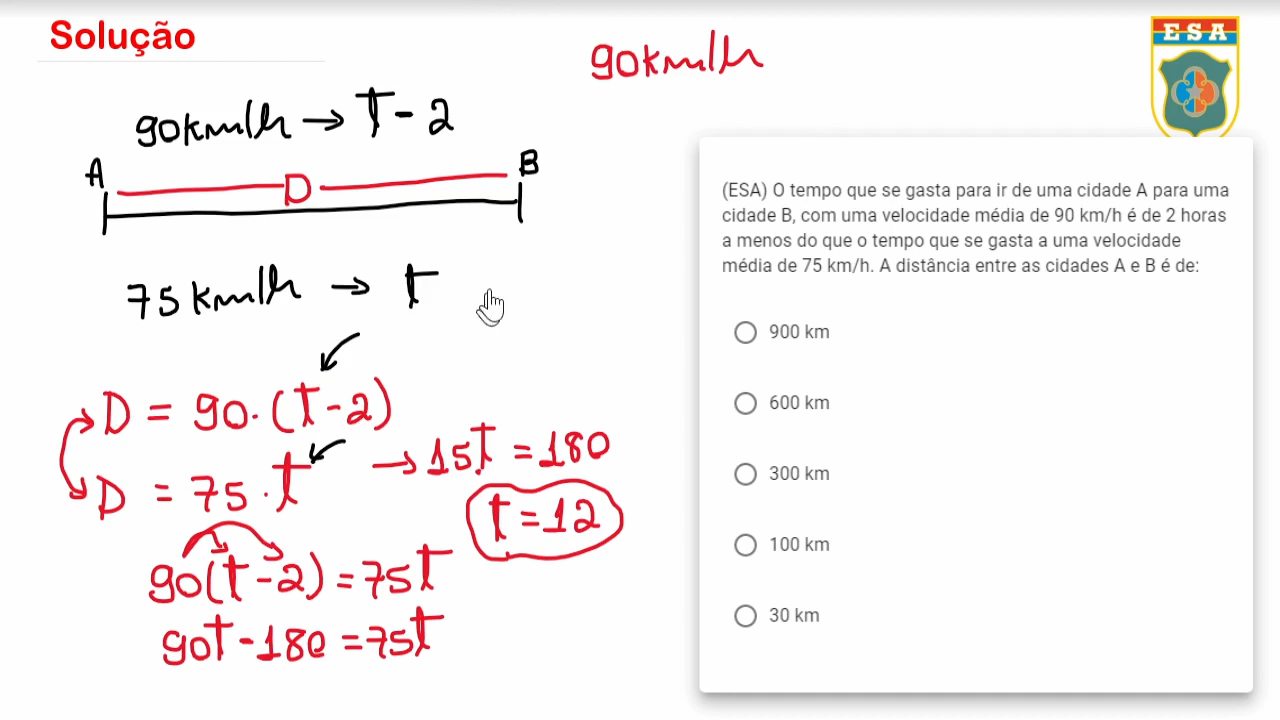 Solução
90km/h
ESA
90km/h → T - 2
A
D
B
75km/h → t
D = 90·(t-2)
D = 75·t
→ 15t = 180
t = 12
90(t-2) = 75t
90t - 180 = 75t
(ESA) O tempo que se gasta para ir de uma cidade A para uma
cidade B, com uma velocidade média de 90 km/h é de 2 horas
a menos do que o tempo que se gasta a uma velocidade
média de 75 km/h. A distância entre as cidades A e B é de:
900 km
600 km
300 km
100 km
30 km